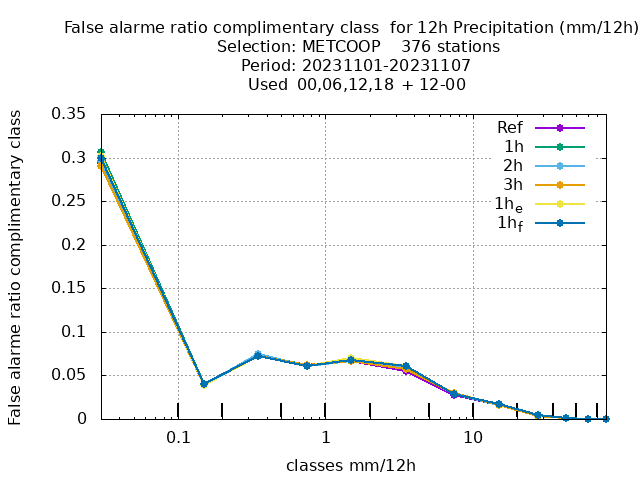 False alarme ratio complimentary class  for 12h Precipitation (mm/12h)
Selection: METCOOP    376 stations
Period: 20231101-20231107
Used  00,06,12,18 + 12-00
False alarme ratio complimentary class
0.35
0.3
0.25
0.2
0.15
0.1
0.05
0
Ref
1h
2h
3h
1h_e
1h_f
0.1 1 10
classes mm/12h